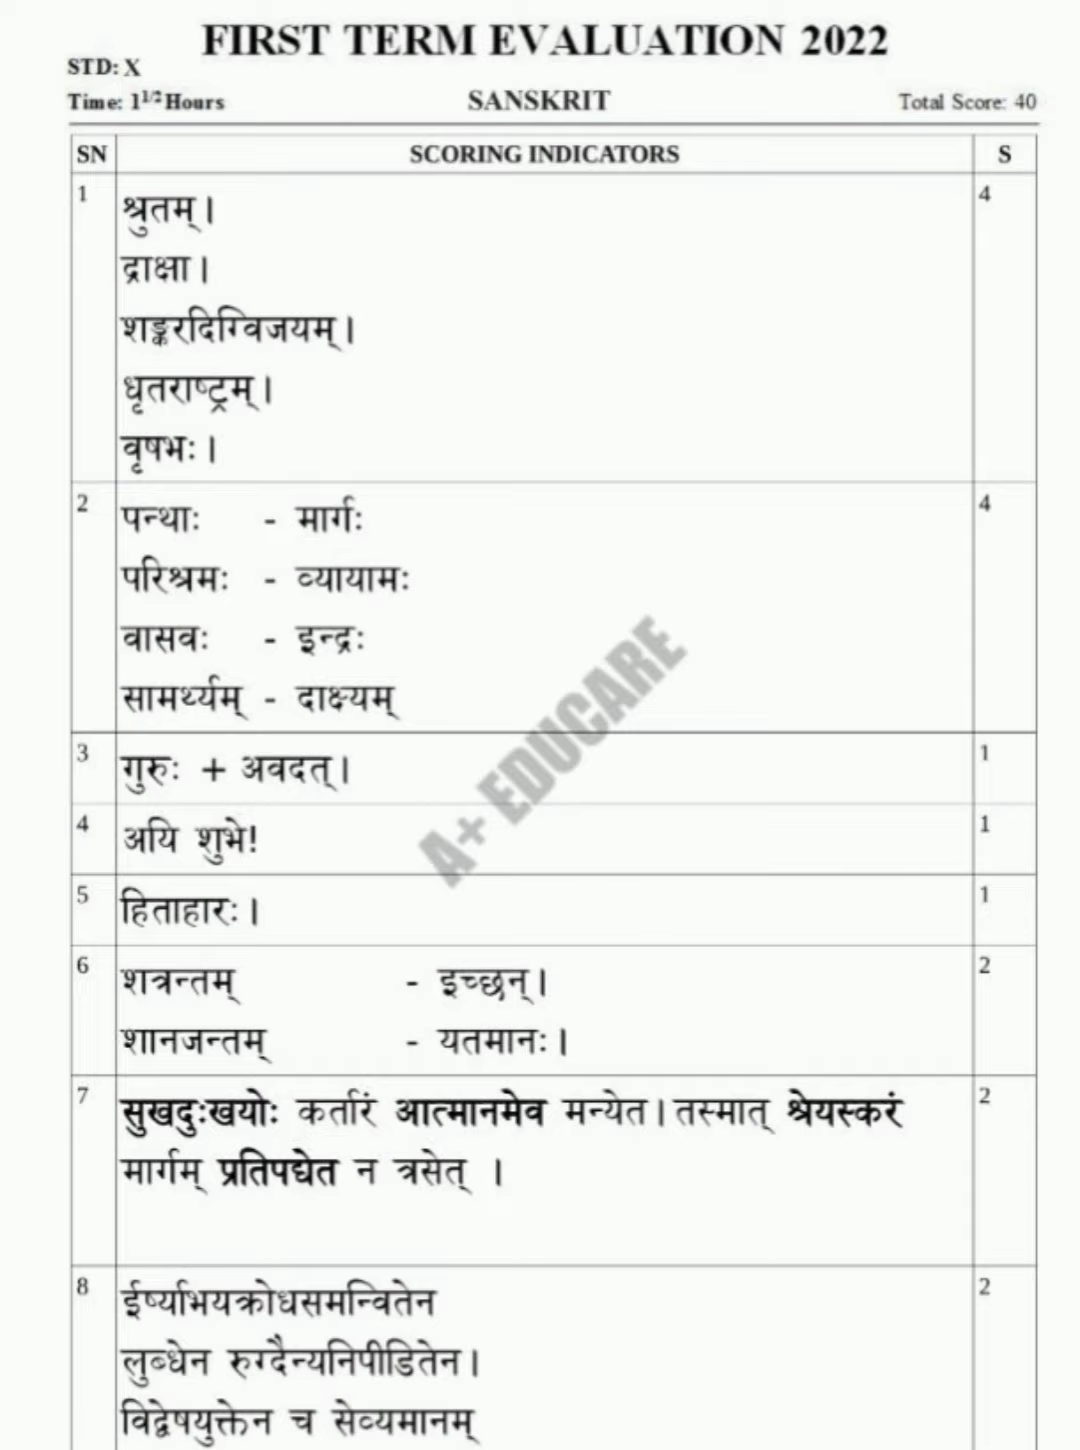 FIRST TERM EVALUATION 2022
STD: X
Time: 1 1/2 Hours SANSKRIT Total Score: 40
SN SCORING INDICATORS S
1 श्रुतम्। 4
द्राक्षा।
शङ्करदिग्विजयम्।
धृतराष्ट्रम्।
वृषभः।
2 पन्थाः - मार्गः 4
परिश्रमः - व्यायामः
वासवः - इन्द्रः
सामर्थ्यम् - दाक्ष्यम्
3 गुरुः + अवदत्। 1
4 अयि शुभे! 1
5 हिताहारः। 1
6 शत्रन्तम् - इच्छन्। 2
शानजन्तम् - यतमानः।
7 सुखदुःखयोः कर्तारं आत्मानमेव मन्येत। तस्मात् श्रेयस्करं 2
मार्गम् प्रतिपद्येत न त्रसेत् ।
8 ईर्ष्याभयक्रोधसमन्वितेन 2
लुब्धेन रुग्दैन्यनिपीडितेन।
विद्वेषयुक्तेन च सेव्यमानम्
A+ EDUCARE